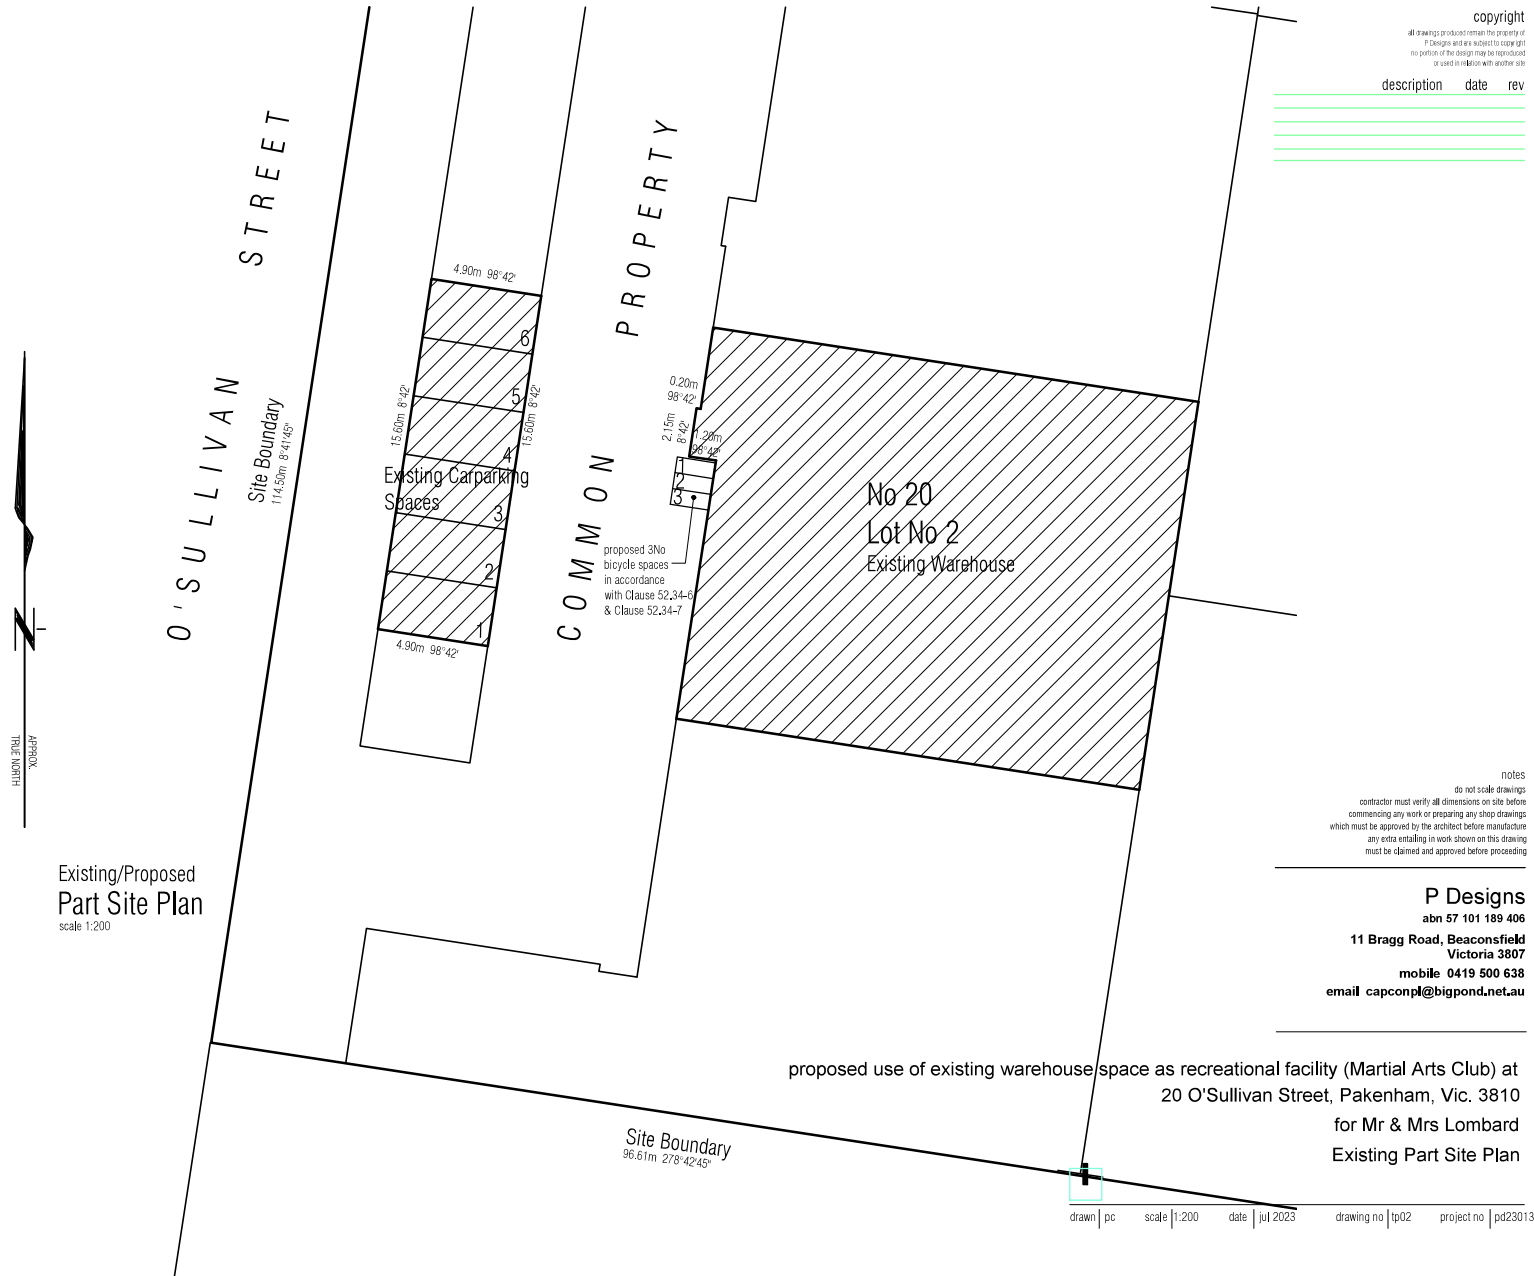 copyright
all drawings produced remain the property of
P Designs and are subject to copyright
no portion of the design may be reproduced
or used in relation with another site
description date rev
O'SULLIVAN STREET
Site Boundary
114.50m 8°41'45"
COMMON PROPERTY
4.90m 98°42'
15.60m 8°42'
15.60m 8°42'
6
5
4
Existing Carparking
Spaces
3
2
1
4.90m 98°42'
0.20m
98°42'
2.15m
8°42'
1.20m
98°42'
1
2
3
proposed 3No
bicycle spaces
in accordance
with Clause 52.34-6
& Clause 52.34-7
No 20
Lot No 2
Existing Warehouse
N
APPROX.
TRUE NORTH
Existing/Proposed
Part Site Plan
scale 1:200
notes
do not scale drawings
contractor must verify all dimensions on site before
commencing any work or preparing any shop drawings
which must be approved by the architect before manufacture
any extra entailing in work shown on this drawing
must be claimed and approved before proceeding
P Designs
abn 57 101 189 406
11 Bragg Road, Beaconsfield
Victoria 3807
mobile 0419 500 638
email capconpl@bigpond.net.au
proposed use of existing warehouse space as recreational facility (Martial Arts Club) at
20 O'Sullivan Street, Pakenham, Vic. 3810
for Mr & Mrs Lombard
Existing Part Site Plan
Site Boundary
96.61m 278°42'45"
drawn pc scale 1:200 date jul 2023 drawing no tp02 project no pd23013